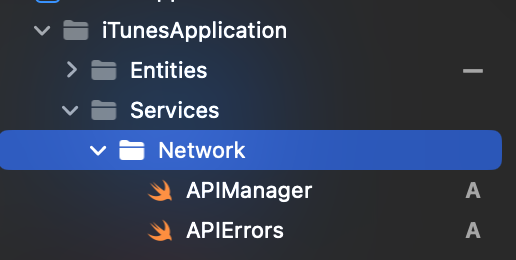 iTunesApplication
Entities
Services
Network
APIManager A
APIErrors A